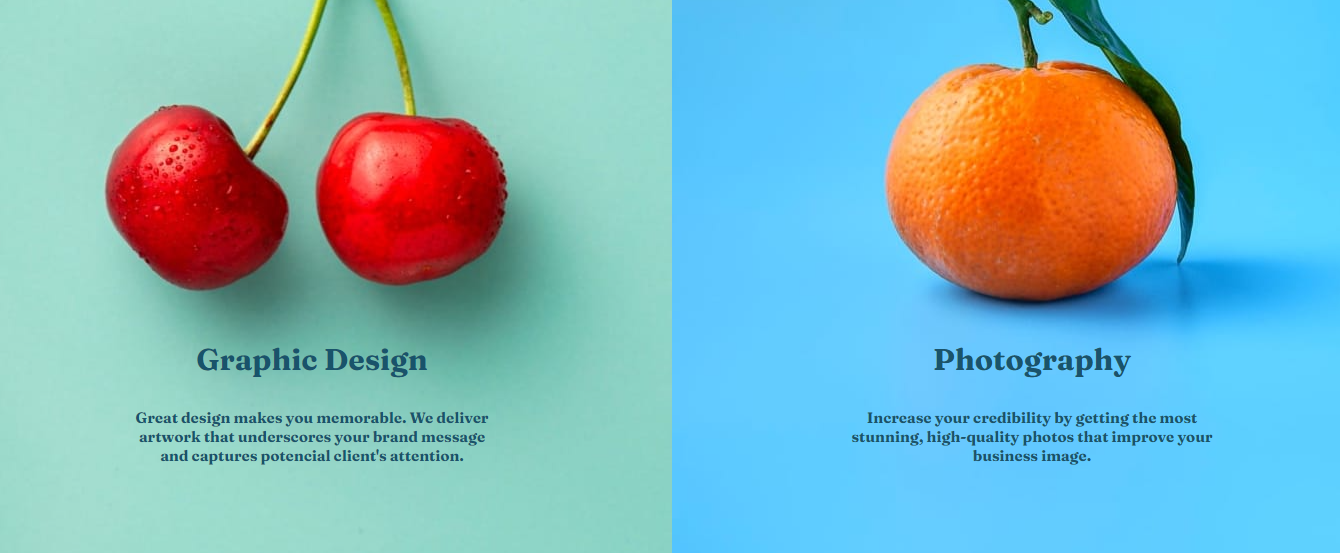 Graphic Design
Great design makes you memorable. We deliver
artwork that underscores your brand message
and captures potencial client's attention.
Photography
Increase your credibility by getting the most
stunning, high-quality photos that improve your
business image.